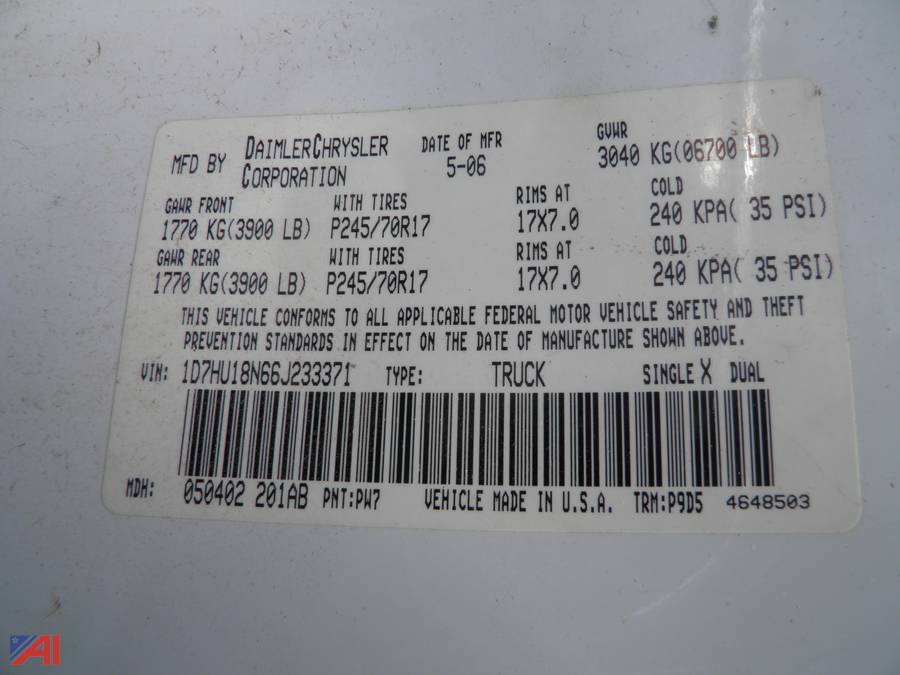 MFD BY DAIMLERCHRYSLER CORPORATION DATE OF MFR 5-06 GVWR 3040 KG(06700 LB)
GAWR FRONT WITH TIRES RIMS AT COLD
1770 KG(3900 LB) P245/70R17 17X7.0 240 KPA( 35 PSI)
GAWR REAR WITH TIRES RIMS AT COLD
1770 KG(3900 LB) P245/70R17 17X7.0 240 KPA( 35 PSI)
THIS VEHICLE CONFORMS TO ALL APPLICABLE FEDERAL MOTOR VEHICLE SAFETY AND THEFT
PREVENTION STANDARDS IN EFFECT ON THE DATE OF MANUFACTURE SHOWN ABOVE.
VIN: 1D7HU18N66J233371 TYPE: TRUCK SINGLE X DUAL
MDH: 050402 201AB PNT:PW7 VEHICLE MADE IN U.S.A. TRM:P9D5 4648503
AI